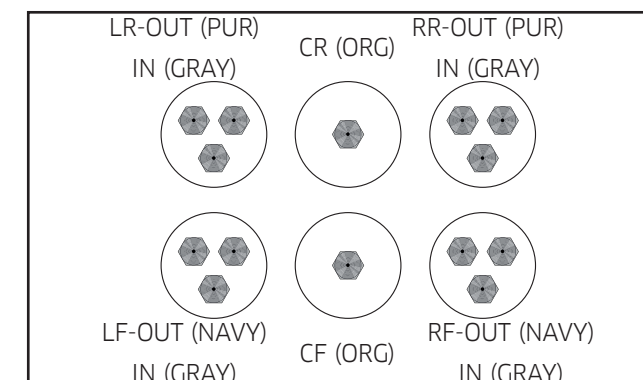 LR-OUT (PUR)
IN (GRAY)
CR (ORG)
RR-OUT (PUR)
IN (GRAY)
LF-OUT (NAVY)
IN (GRAY)
CF (ORG)
RF-OUT (NAVY)
IN (GRAY)